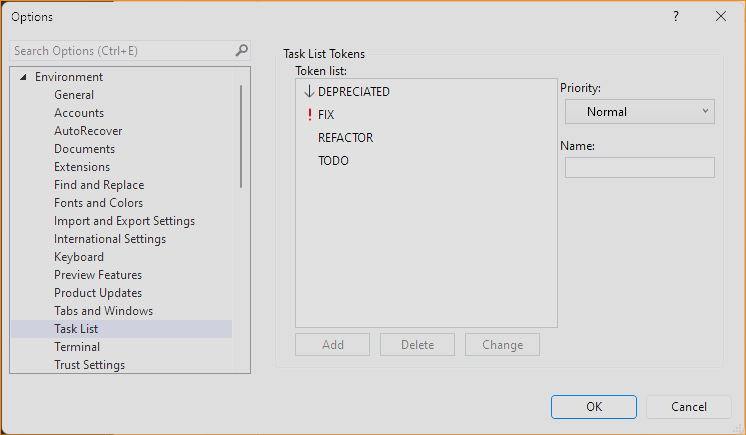 Options
?
Search Options (Ctrl+E)
Environment
General
Accounts
AutoRecover
Documents
Extensions
Find and Replace
Fonts and Colors
Import and Export Settings
International Settings
Keyboard
Preview Features
Product Updates
Tabs and Windows
Task List
Terminal
Trust Settings
Task List Tokens
Token list:
DEPRECIATED
! FIX
REFACTOR
TODO
Priority:
Normal
Name:
Add
Delete
Change
OK
Cancel